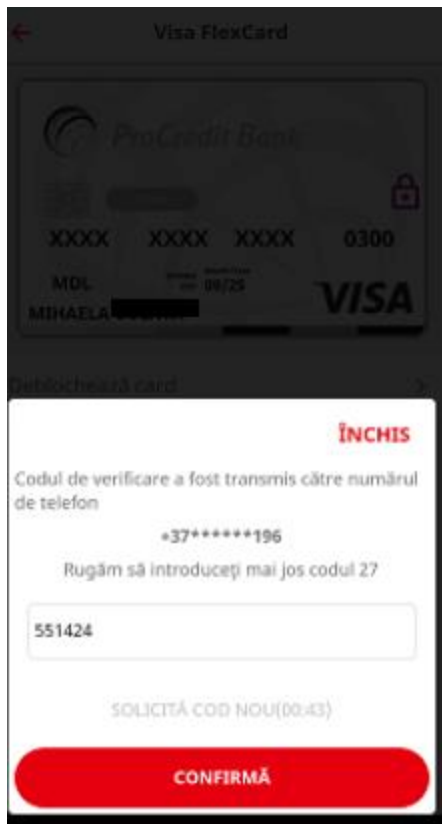 Visa FlexCard
ProCredit Bank
XXXX XXXX XXXX 0300
MDL 08/25
VISA
MIHAELA
Deblochează card
ÎNCHIS
Codul de verificare a fost transmis către numărul
de telefon
+37******196
Rugăm să introduceți mai jos codul 27
551424
SOLICITĂ COD NOU(00:43)
CONFIRMĂ